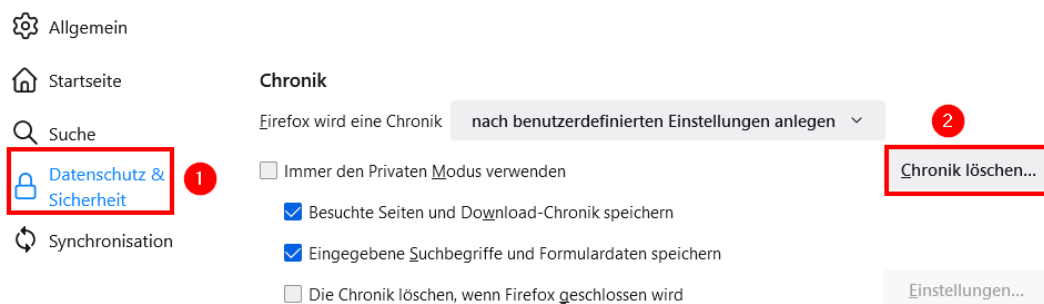 Allgemein
Startseite
Suche
Datenschutz &
Sicherheit
1
Synchronisation
Chronik
Firefox wird eine Chronik nach benutzerdefinierten Einstellungen anlegen
2
Immer den Privaten Modus verwenden
Chronik löschen...
Besuchte Seiten und Download-Chronik speichern
Eingegebene Suchbegriffe und Formulardaten speichern
Die Chronik löschen, wenn Firefox geschlossen wird
Einstellungen...